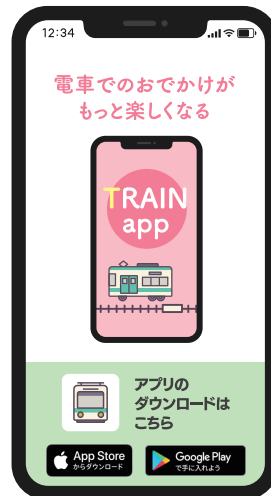 12:34
電車でのおでかけが
もっと楽しくなる
TRAIN
app
アプリの
ダウンロードは
こちら
App Store
からダウンロード
Google Play
で手に入れよう